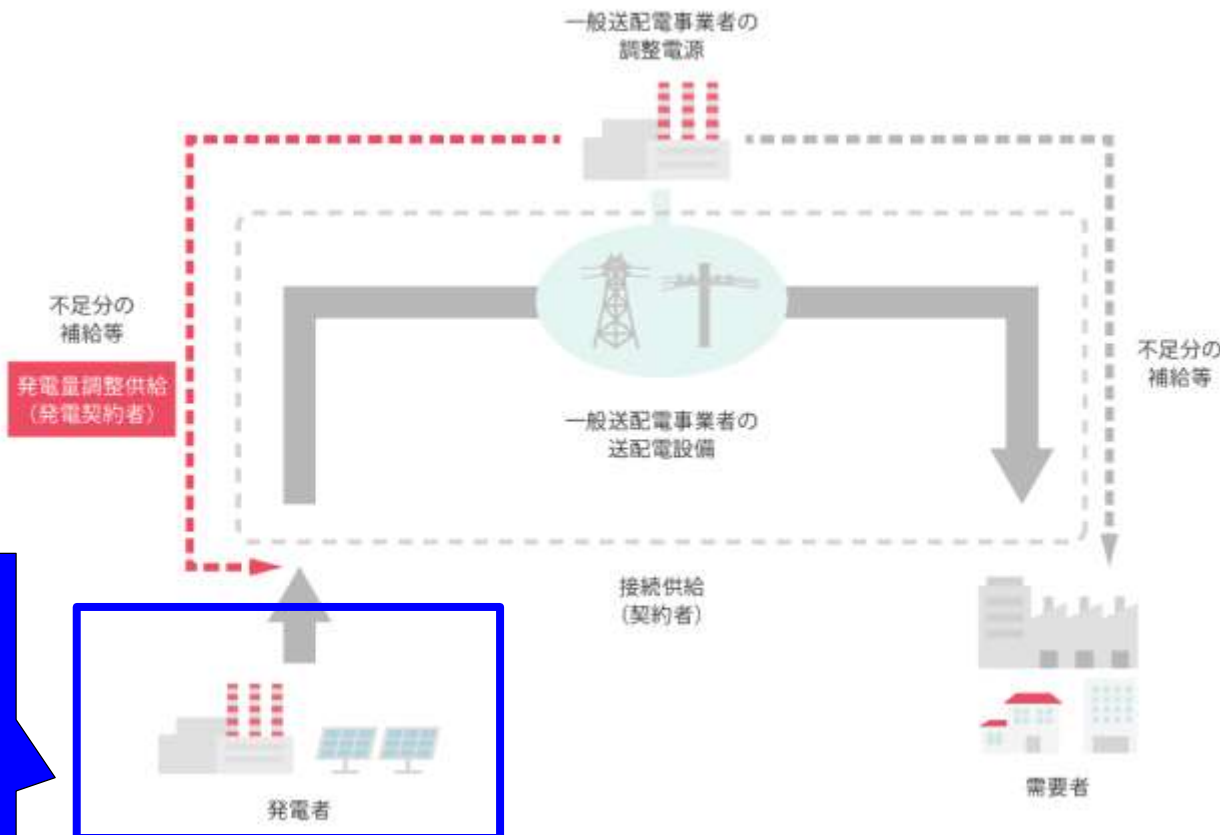 一般送配電事業者の
調整電源
不足分の
補給等
発電量調整供給
（発電契約者）
不足分の
補給等
一般送配電事業者の
送配電設備
接続供給
（契約者）
発電者
需要者